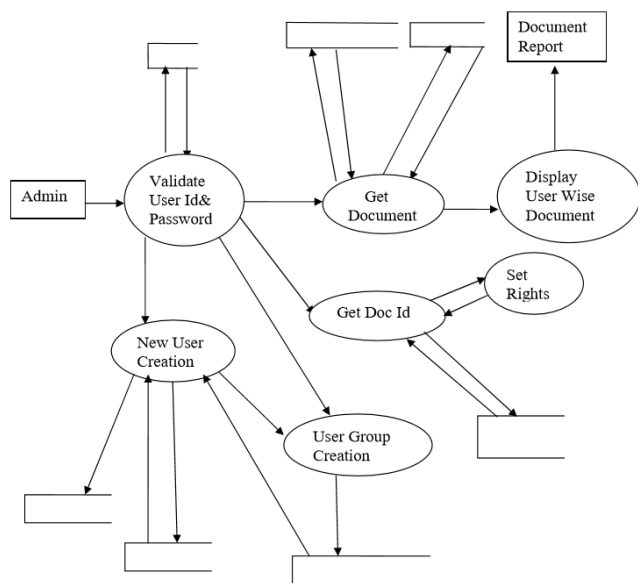 Document
Report
Validate
User Id&
Password
Admin
Get
Document
Display
User Wise
Document
Set
Rights
Get Doc Id
New User
Creation
User Group
Creation